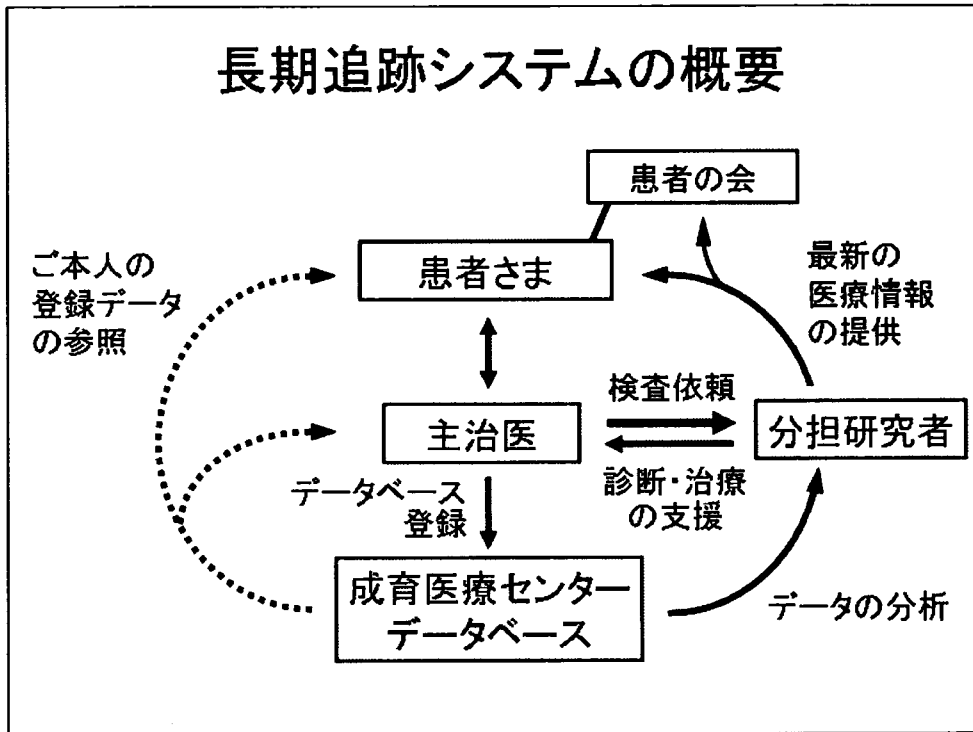 長期追跡システムの概要
患者の会
ご本人の
登録データ
の参照
患者さま
最新の
医療情報
の提供
検査依頼
主治医
分担研究者
診断・治療
の支援
データベース
登録
成育医療センター
データベース
データの分析